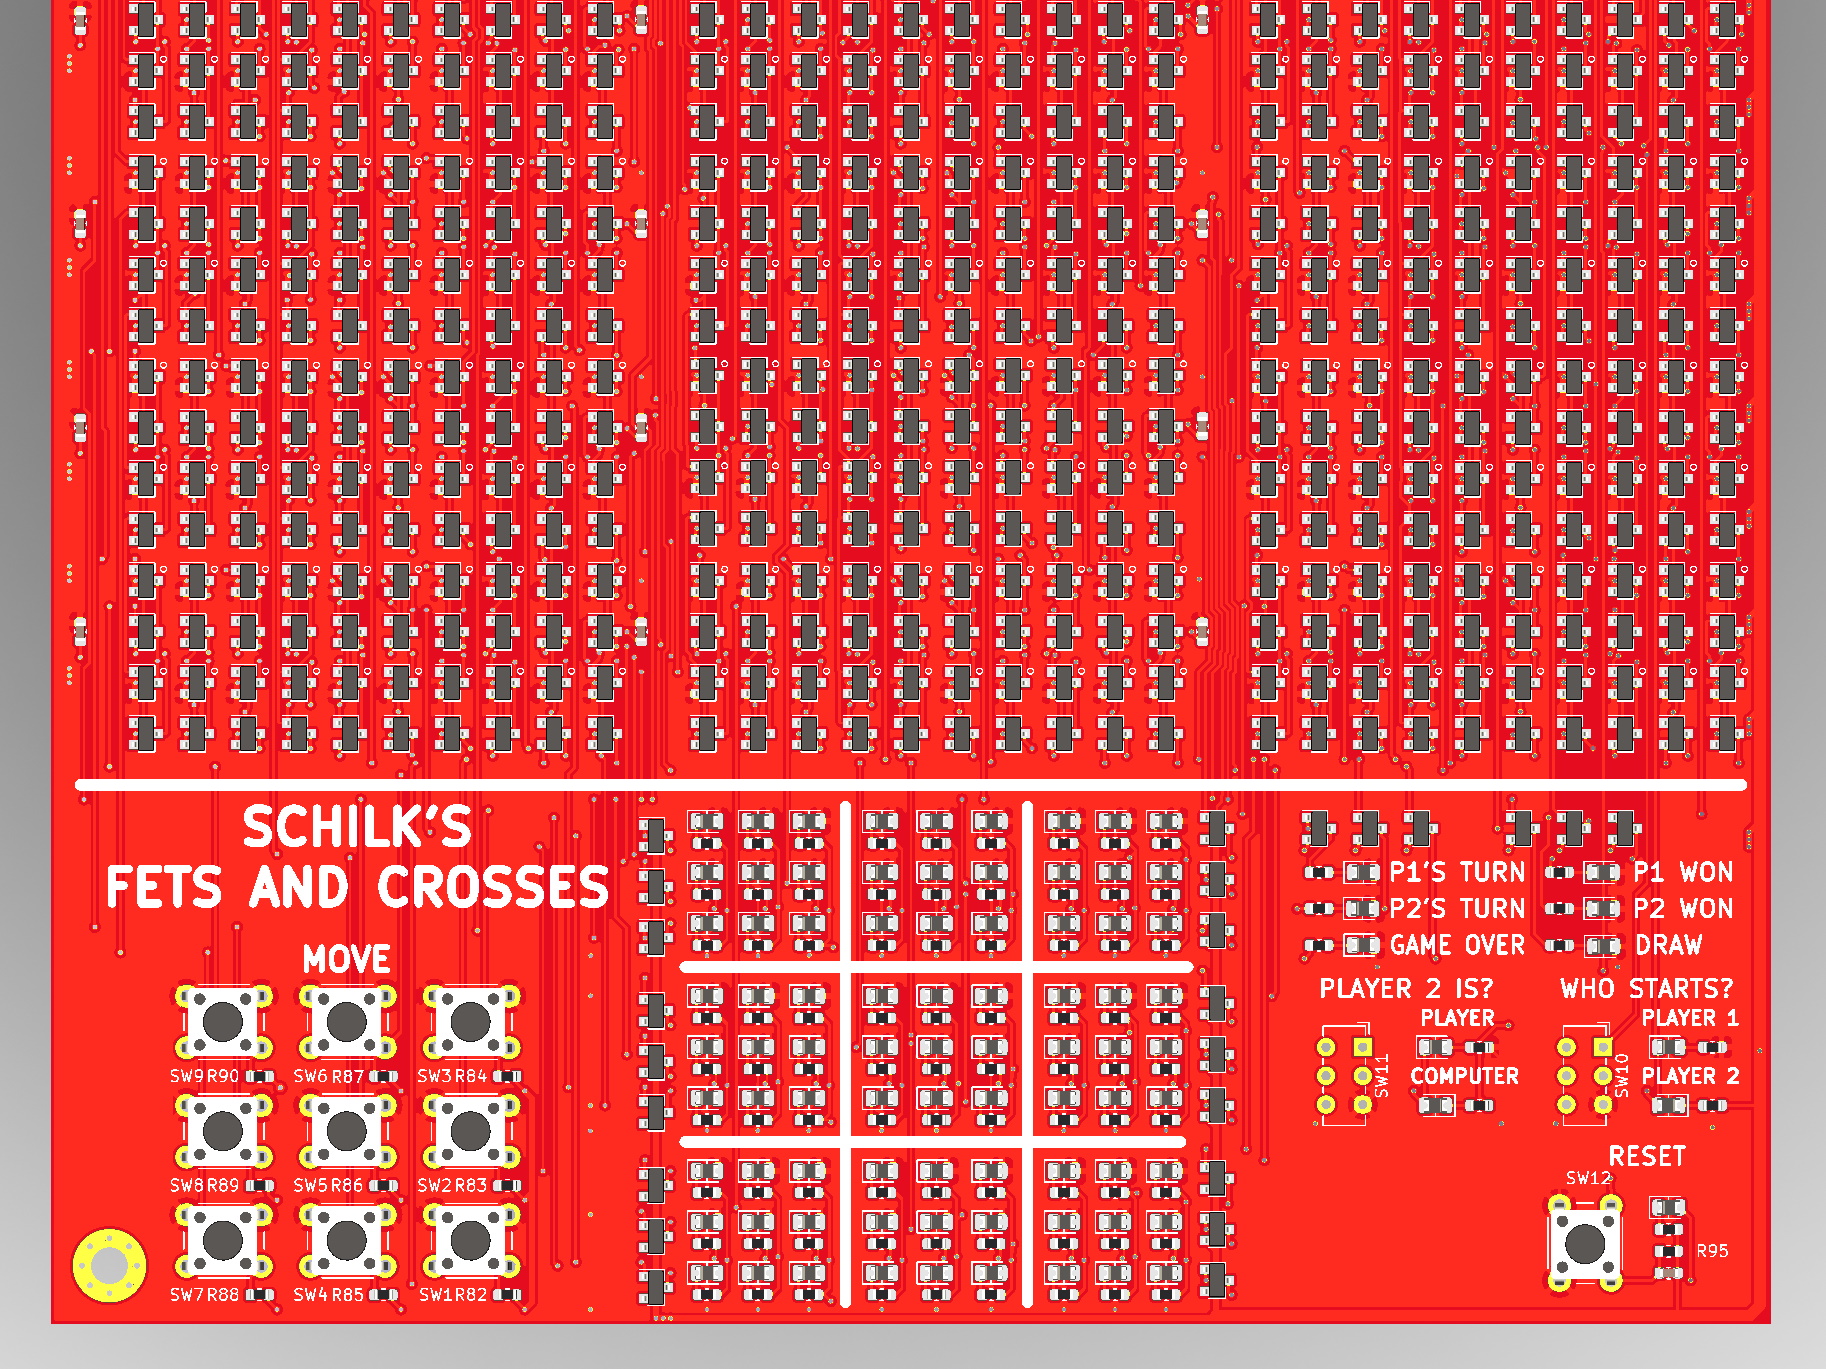 SCHILK'S
FETS AND CROSSES
MOVE
SW9 R90 SW6 R87 SW3 R84
SW8 R89 SW5 R86 SW2 R83
SW7 R88 SW4 R85 SW1 R82
P1'S TURN P1 WON
P2'S TURN P2 WON
GAME OVER DRAW
PLAYER 2 IS? WHO STARTS?
PLAYER PLAYER 1
SW11 SW10
COMPUTER PLAYER 2
RESET
SW12
R95